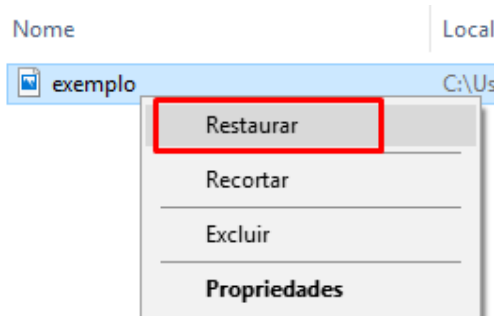 Nome Local
exemplo C:\Us
Restaurar
Recortar
Excluir
Propriedades